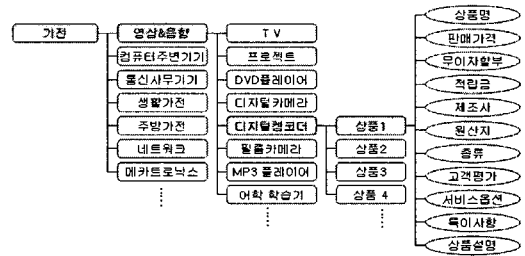 가전
영상&음향
컴퓨터주변기기
통신사무기기
생활가전
주방가전
네트워크
메카트로닉스
TV
프로젝트
DVD플레이어
디지털카메라
디지털캠코더
필름카메라
MP3 플레이어
어학 학습기
상품1
상품2
상품3
상품 4
상품명
판매가격
무이자할부
적립금
제조사
원산지
종류
고객평가
서비스옵션
특이사항
상품설명